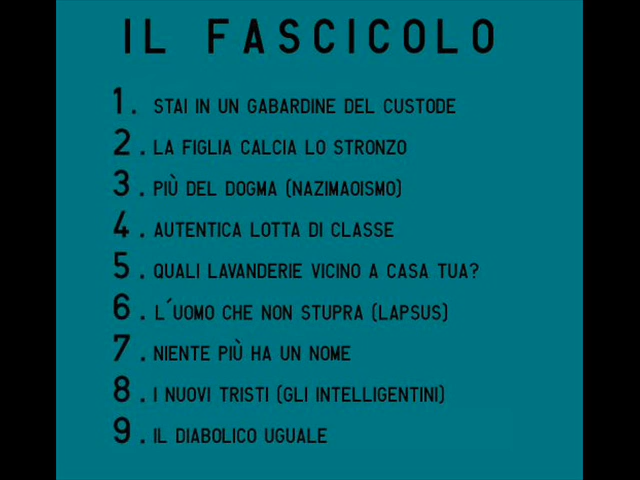 IL FASCICOLO
1. STAI IN UN GABARDINE DEL CUSTODE
2. LA FIGLIA CALCIA LO STRONZO
3. PIÙ DEL DOGMA (NAZIMAOISMO)
4. AUTENTICA LOTTA DI CLASSE
5. QUALI LAVANDERIE VICINO A CASA TUA?
6. L´UOMO CHE NON STUPRA (LAPSUS)
7. NIENTE PIÙ HA UN NOME
8. I NUOVI TRISTI (GLI INTELLIGENTINI)
9. IL DIABOLICO UGUALE